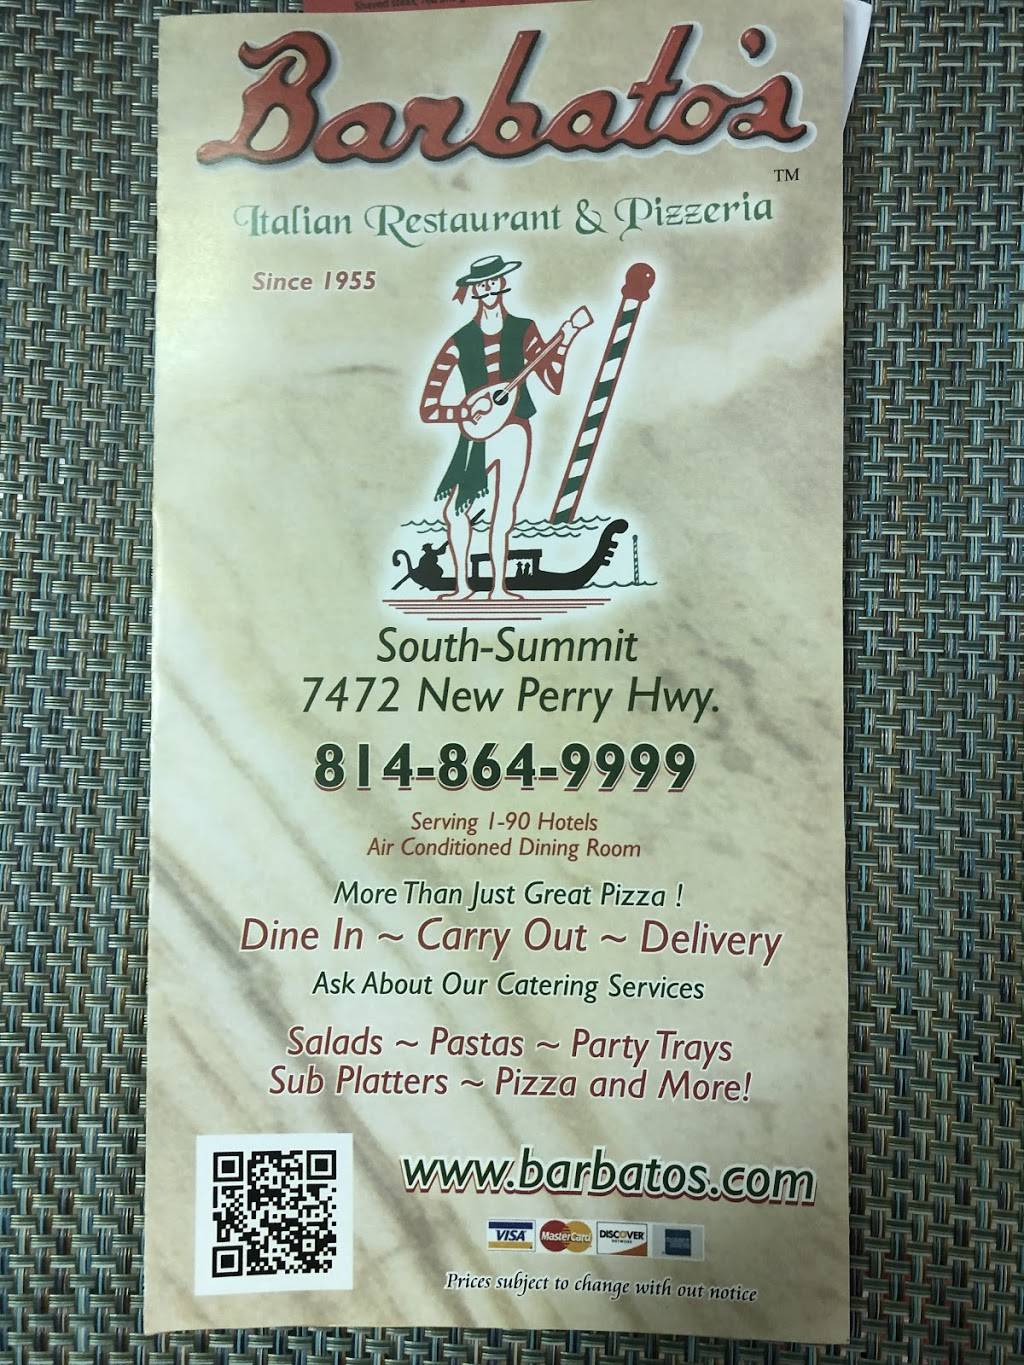 Barbato's
TM
Italian Restaurant & Pizzeria
Since 1955
South-Summit
7472 New Perry Hwy.
814-864-9999
Serving 1-90 Hotels
Air Conditioned Dining Room
More Than Just Great Pizza !
Dine In ~ Carry Out ~ Delivery
Ask About Our Catering Services
Salads ~ Pastas ~ Party Trays
Sub Platters ~ Pizza and More!
www.barbatos.com
VISA MasterCard DISCOVER
Prices subject to change with out notice